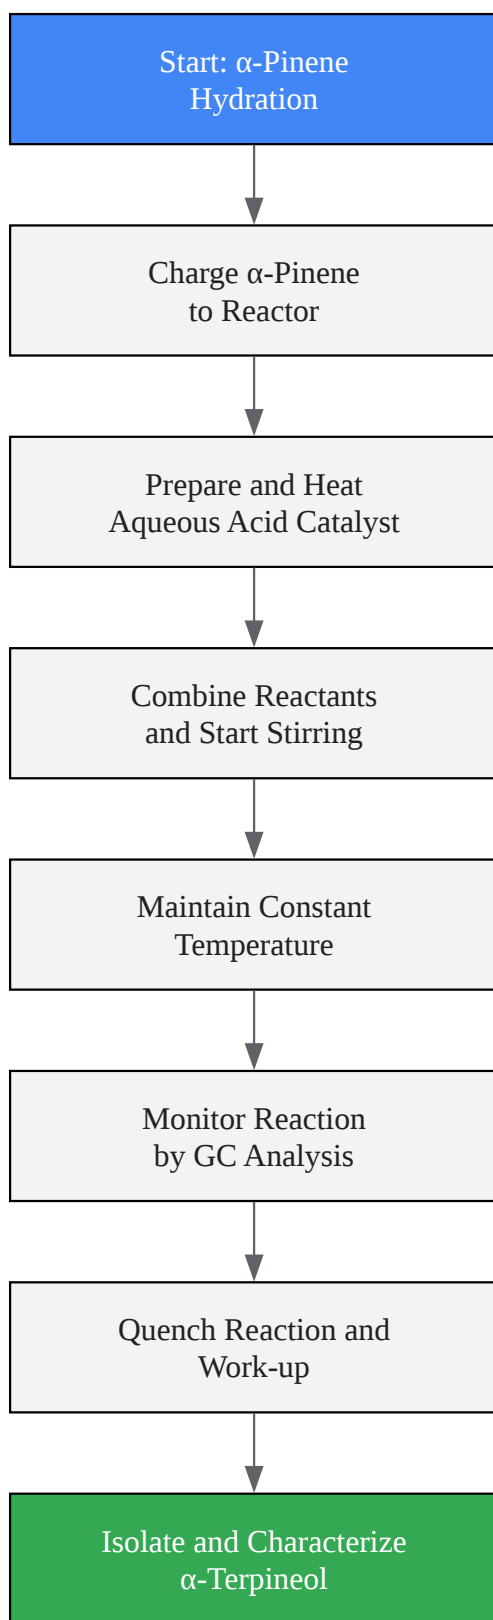 Start: α-Pinene
Hydration
Charge α-Pinene
to Reactor
Prepare and Heat
Aqueous Acid Catalyst
Combine Reactants
and Start Stirring
Maintain Constant
Temperature
Monitor Reaction
by GC Analysis
Quench Reaction and
Work-up
Isolate and Characterize
α-Terpineol